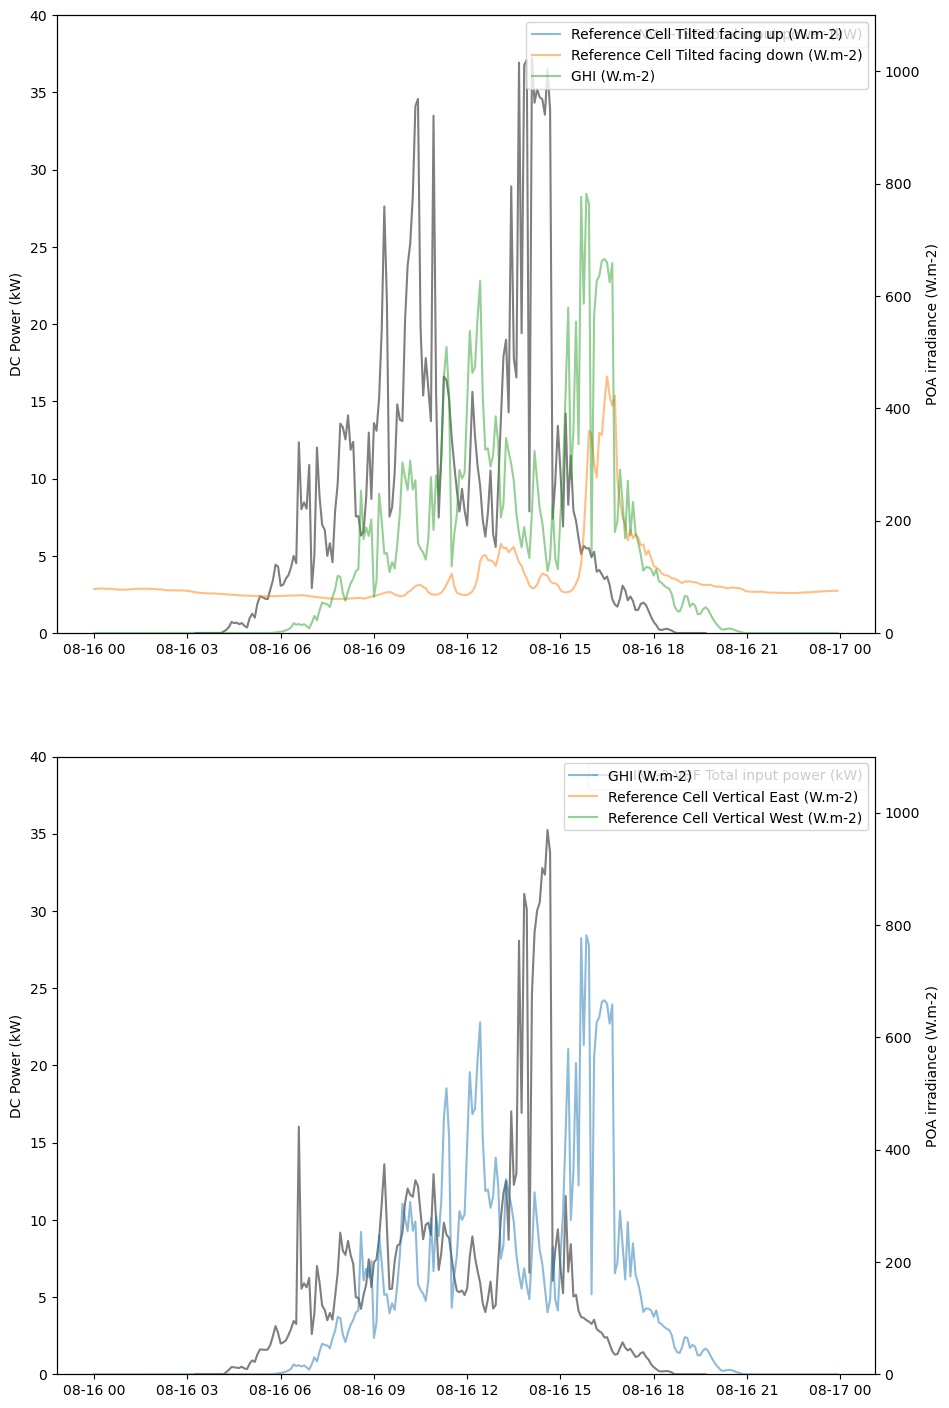 40
35
30
25
20
15
10
5
0
DC Power (kW)
Reference Cell Tilted facing up (W.m-2)
Reference Cell Tilted facing down (W.m-2)
GHI (W.m-2)
1000
800
600
400
200
0
POA irradiance (W.m-2)
08-16 00 08-16 03 08-16 06 08-16 09 08-16 12 08-16 15 08-16 18 08-16 21 08-17 00
40
35
30
25
20
15
10
5
0
DC Power (kW)
GHI (W.m-2) Total input power (kW)
Reference Cell Vertical East (W.m-2)
Reference Cell Vertical West (W.m-2)
1000
800
600
400
200
0
POA irradiance (W.m-2)
08-16 00 08-16 03 08-16 06 08-16 09 08-16 12 08-16 15 08-16 18 08-16 21 08-17 00